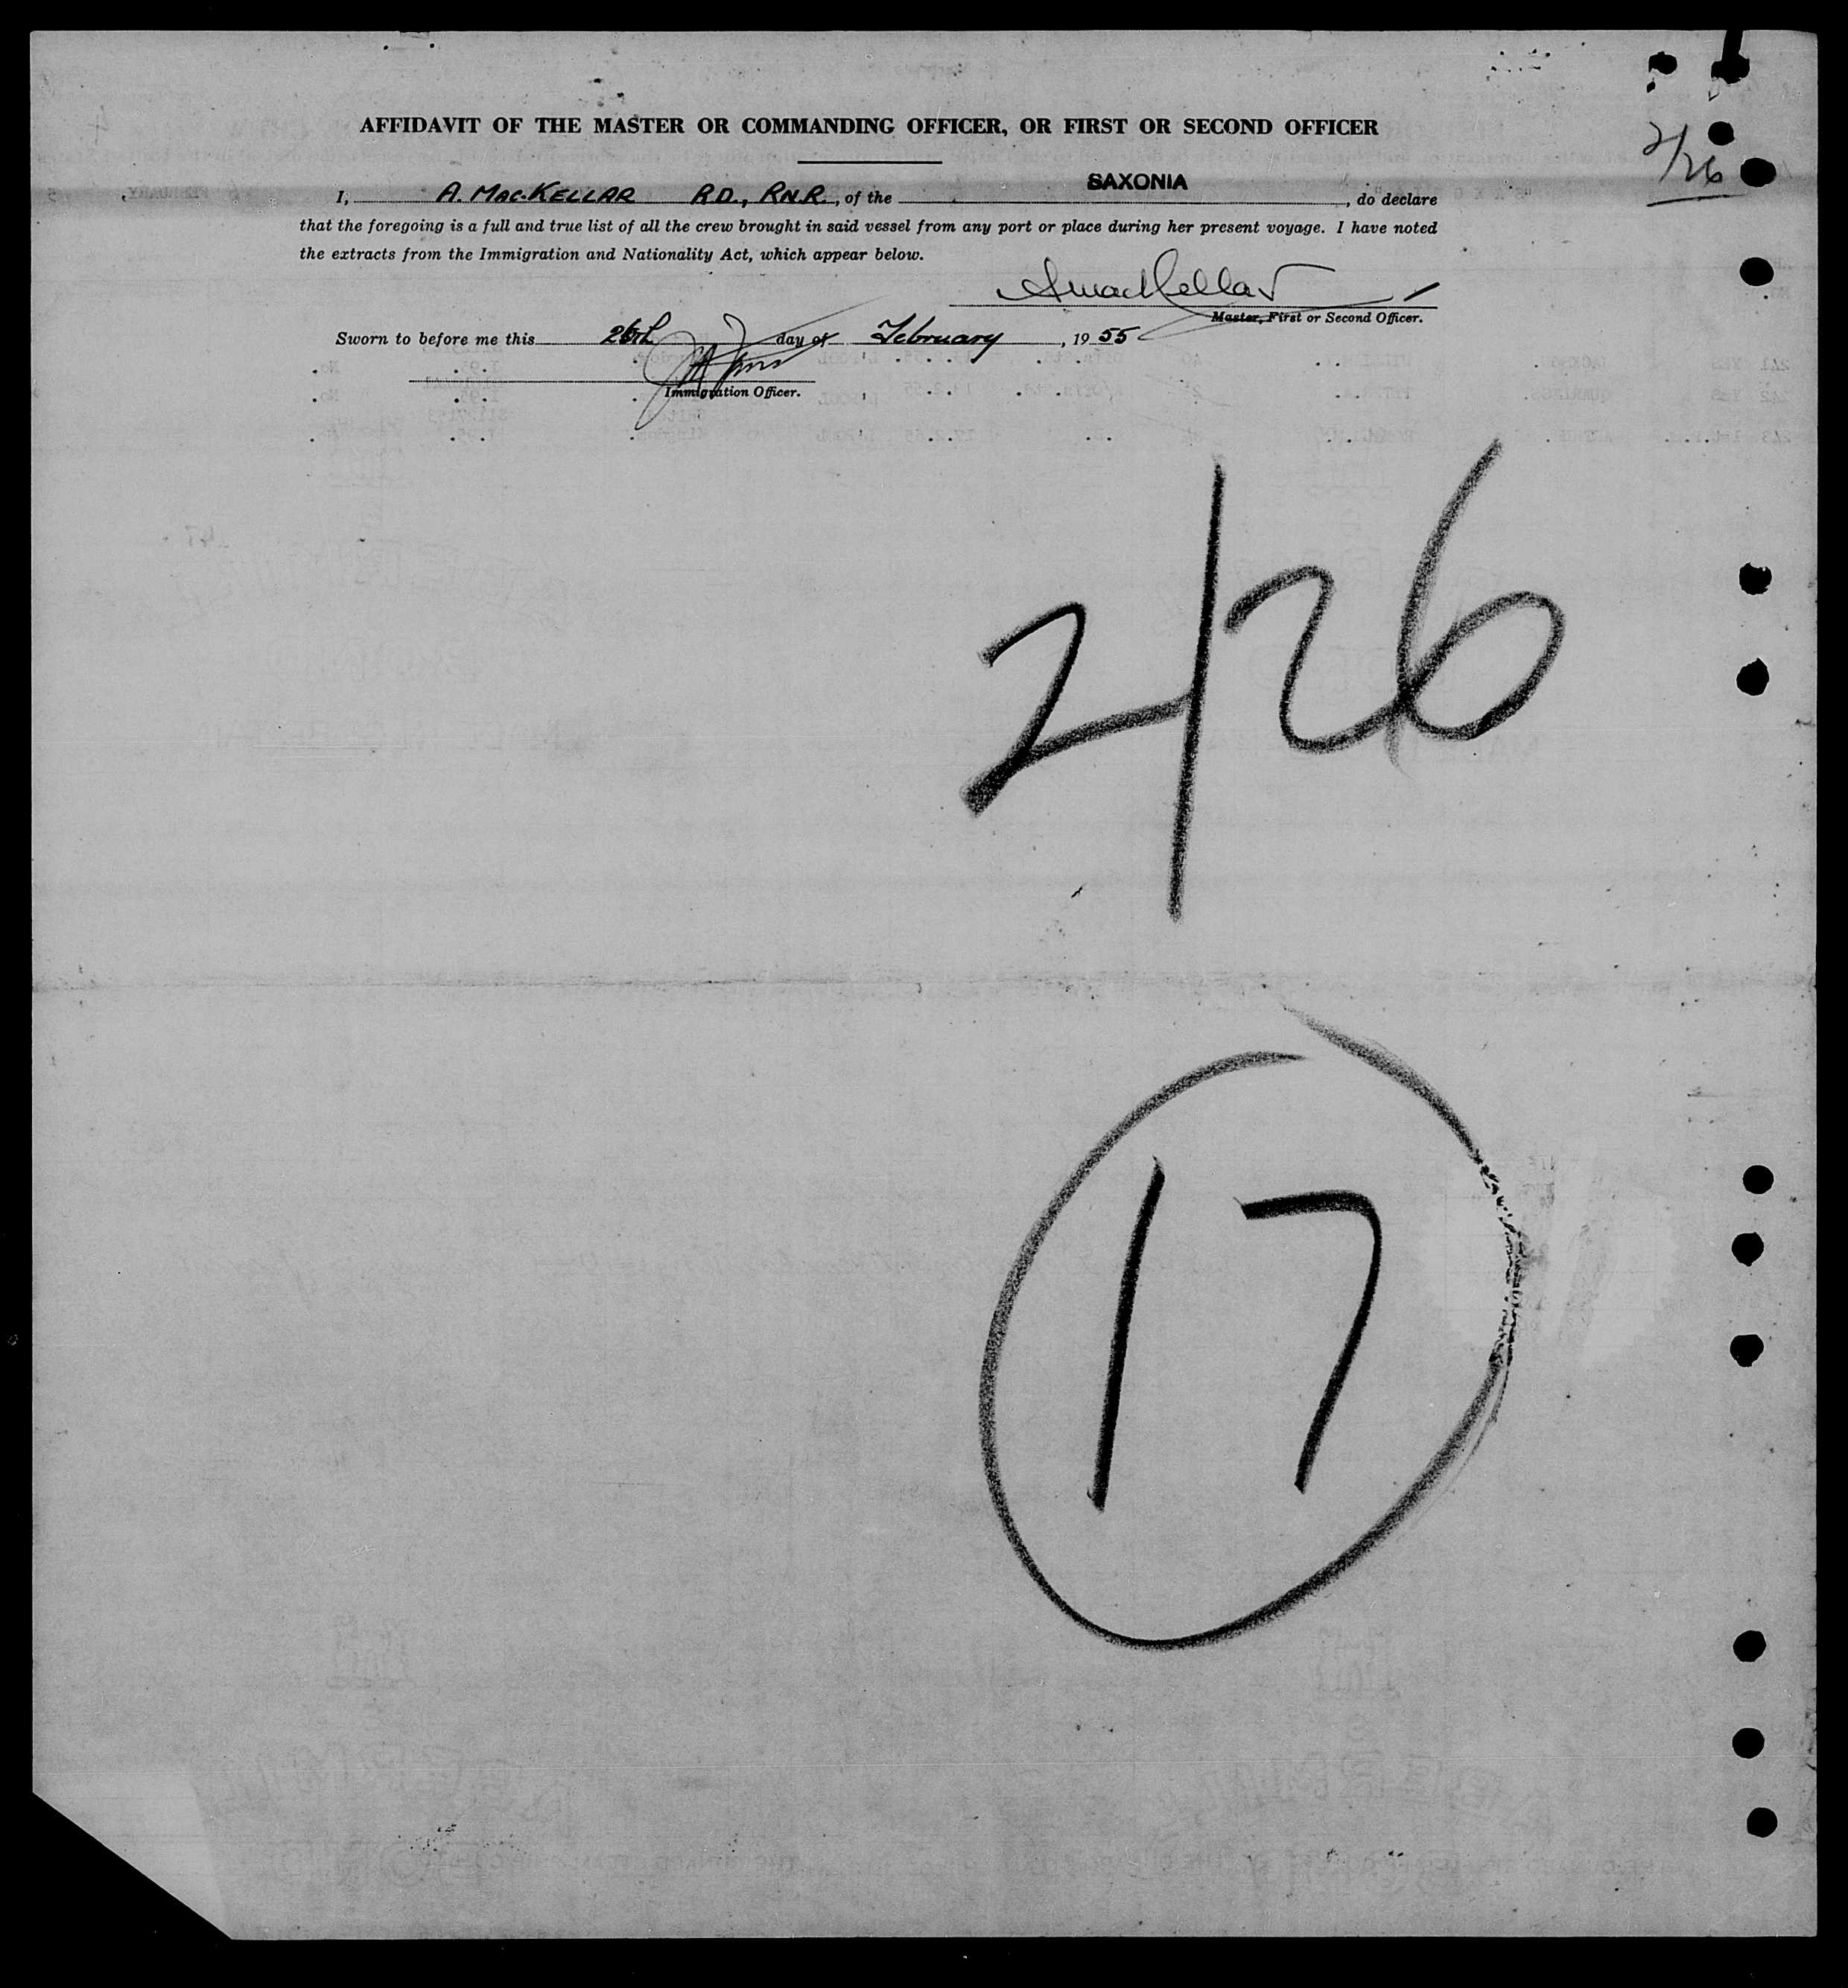 AFFIDAVIT OF THE MASTER OR COMMANDING OFFICER, OR FIRST OR SECOND OFFICER
2/26
I, A. MAC-KELLAR R.D., R.N.R., of the SAXONIA, do declare
that the foregoing is a full and true list of all the crew brought in said vessel from any port or place during her present voyage. I have noted
the extracts from the Immigration and Nationality Act, which appear below.
AMacKellar
Master, First or Second Officer.
Sworn to before me this 26th day of February, 1955
Immigration Officer.
2/26
17